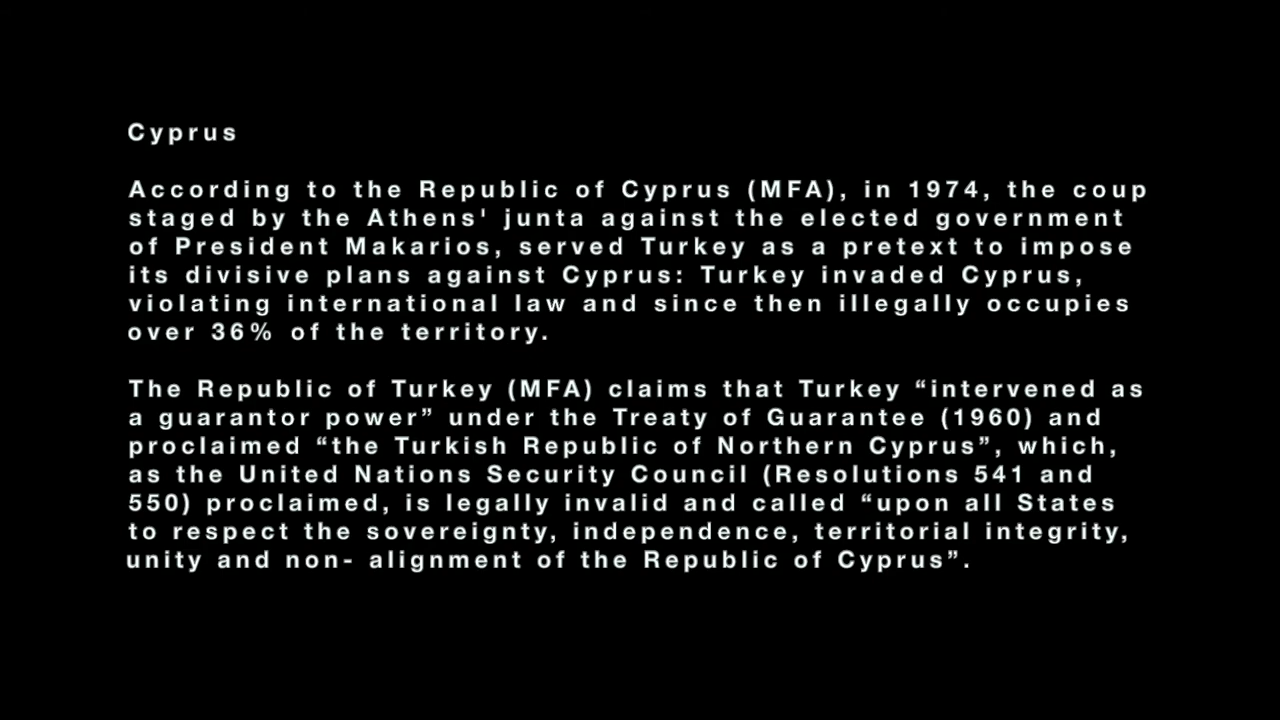 Cyprus
According to the Republic of Cyprus (MFA), in 1974, the coup
staged by the Athens' junta against the elected government
of President Makarios, served Turkey as a pretext to impose
its divisive plans against Cyprus: Turkey invaded Cyprus,
violating international law and since then illegally occupies
over 36% of the territory.
The Republic of Turkey (MFA) claims that Turkey “intervened as
a guarantor power” under the Treaty of Guarantee (1960) and
proclaimed “the Turkish Republic of Northern Cyprus”, which,
as the United Nations Security Council (Resolutions 541 and
550) proclaimed, is legally invalid and called “upon all States
to respect the sovereignty, independence, territorial integrity,
unity and non- alignment of the Republic of Cyprus”.